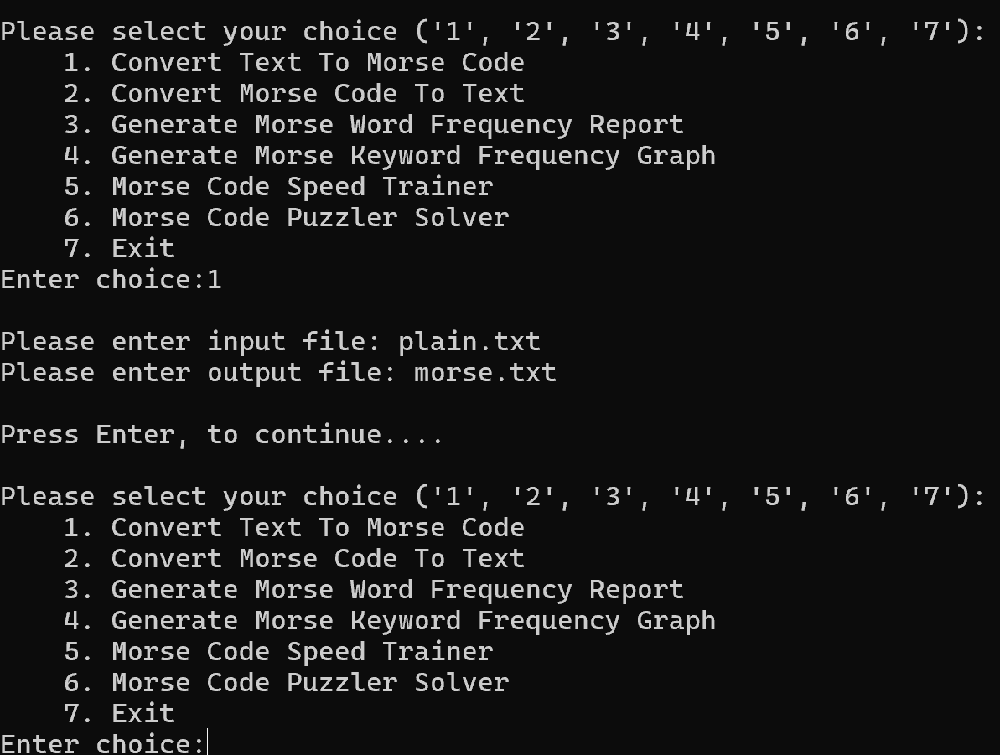 Please select your choice ('1', '2', '3', '4', '5', '6', '7'):
    1. Convert Text To Morse Code
    2. Convert Morse Code To Text
    3. Generate Morse Word Frequency Report
    4. Generate Morse Keyword Frequency Graph
    5. Morse Code Speed Trainer
    6. Morse Code Puzzler Solver
    7. Exit
Enter choice:1
Please enter input file: plain.txt
Please enter output file: morse.txt
Press Enter, to continue....
Please select your choice ('1', '2', '3', '4', '5', '6', '7'):
    1. Convert Text To Morse Code
    2. Convert Morse Code To Text
    3. Generate Morse Word Frequency Report
    4. Generate Morse Keyword Frequency Graph
    5. Morse Code Speed Trainer
    6. Morse Code Puzzler Solver
    7. Exit
Enter choice: